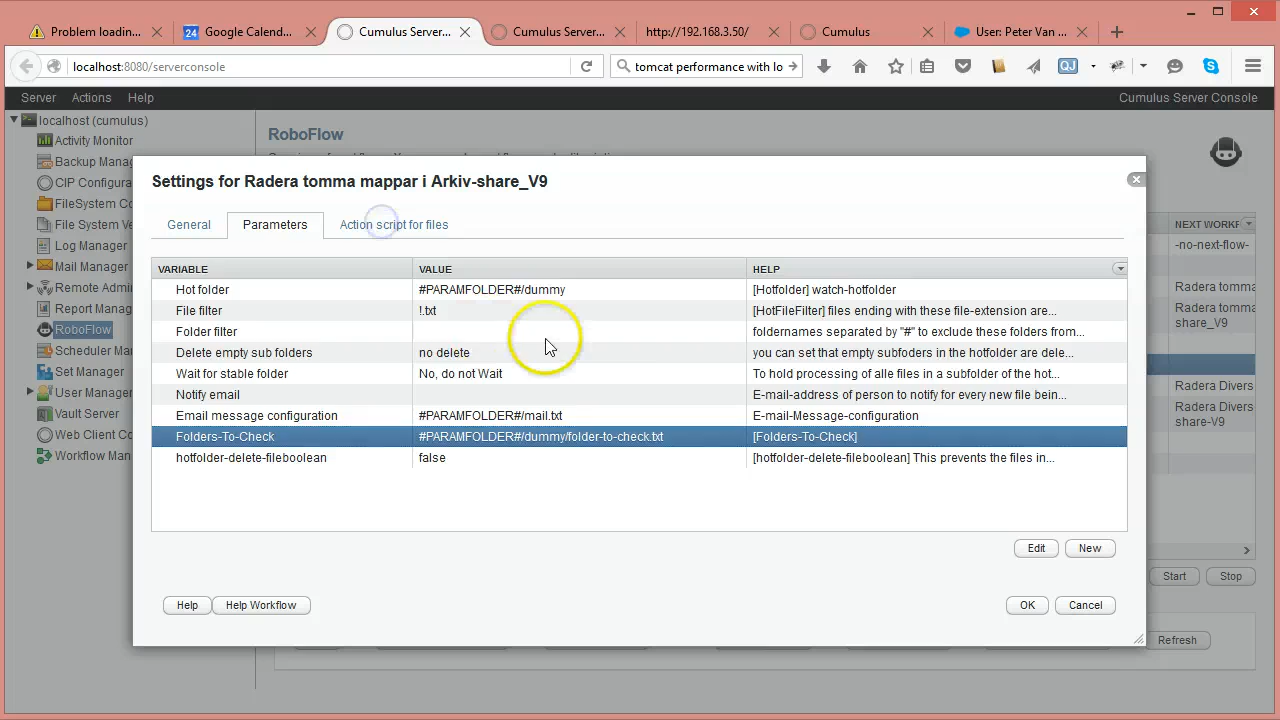 Problem loadin...
Google Calend...
Cumulus Server...
Cumulus Server...
http://192.168.3.50/
Cumulus
User: Peter Van ...
localhost:8080/serverconsole
tomcat performance with lo
Server Actions Help
Cumulus Server Console
localhost (cumulus)
Activity Monitor
Backup Manag
CIP Configura
FileSystem Co
File System Ve
Log Manager
Mail Manager
Remote Admi
Report Manag
RoboFlow
Scheduler Ma
Set Manager
User Manager
Vault Server
Web Client Co
Workflow Man
RoboFlow
Settings for Radera tomma mappar i Arkiv-share_V9
General Parameters Action script for files
VARIABLE VALUE HELP
Hot folder #PARAMFOLDER#/dummy [Hotfolder] watch-hotfolder
File filter !.txt [HotFileFilter] files ending with these file-extension are...
Folder filter foldernames separated by "#" to exclude these folders from...
Delete empty sub folders no delete you can set that empty subfoders in the hotfolder are dele...
Wait for stable folder No, do not Wait To hold processing of alle files in a subfolder of the hot...
Notify email E-mail-address of person to notify for every new file bein...
Email message configuration #PARAMFOLDER#/mail.txt E-mail-Message-configuration
Folders-To-Check #PARAMFOLDER#/dummy/folder-to-check.txt [Folders-To-Check]
hotfolder-delete-fileboolean false [hotfolder-delete-fileboolean] This prevents the files in...
Edit New
Help Help Workflow OK Cancel
NEXT WORKF
-no-next-flow-
Radera tomma
Radera tomma
share_V9
Radera Divers
Radera Divers
share-V9
Start Stop
Refresh